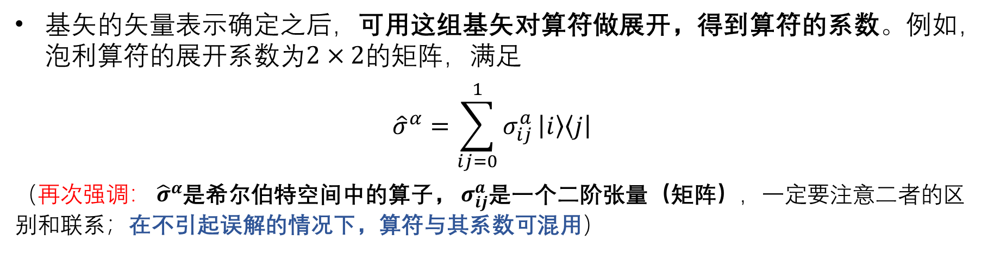 • 基矢的矢量表示确定之后，可用这组基矢对算符做展开，得到算符的系数。例如，
泡利算符的展开系数为2 × 2的矩阵，满足
$\hat{\sigma}^{\alpha} = \sum_{ij=0}^{1} \sigma_{ij}^{a} |i\rangle\langle j|$
（再次强调： $\hat{\sigma}^{\alpha}$是希尔伯特空间中的算子，$\sigma_{ij}^{a}$是一个二阶张量（矩阵），一定要注意二者的区
别和联系；在不引起误解的情况下，算符与其系数可混用）